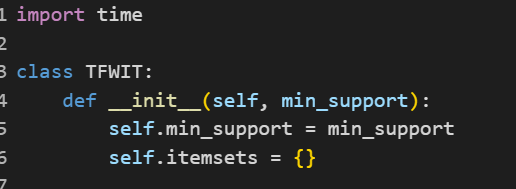 1 import time
2
3 class TFWIT:
4     def __init__(self, min_support):
5         self.min_support = min_support
6         self.itemsets = {}
7